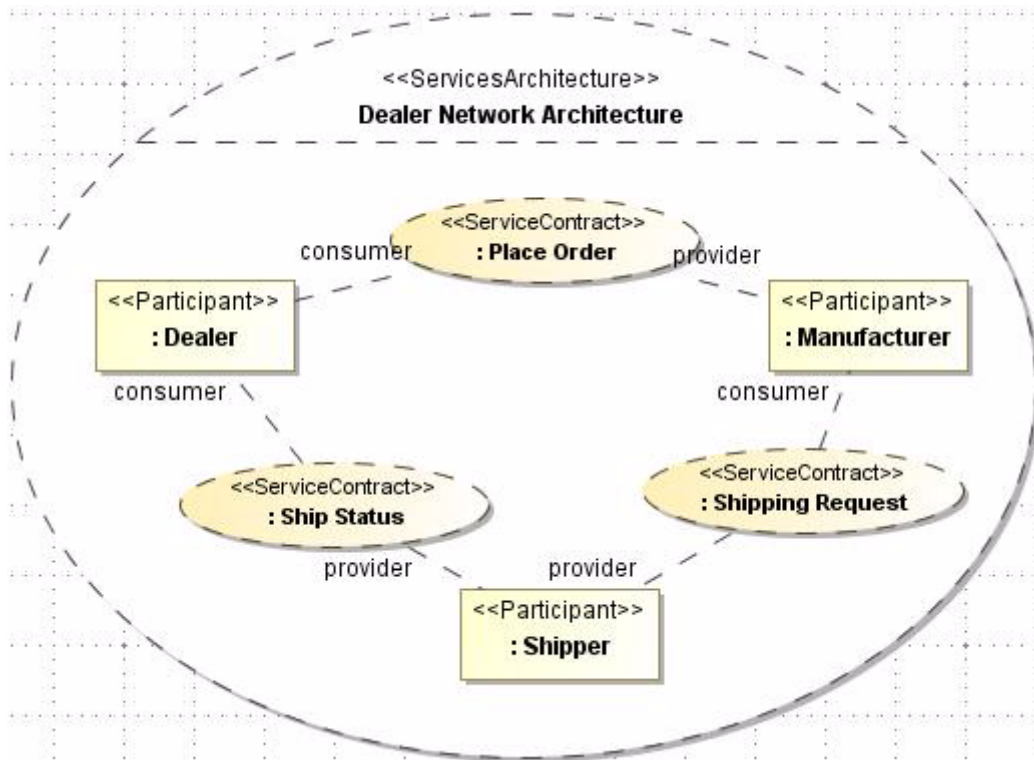 <<ServicesArchitecture>>
Dealer Network Architecture
<<ServiceContract>>
: Place Order
consumer
provider
<<Participant>>
: Dealer
<<Participant>>
: Manufacturer
consumer
consumer
<<ServiceContract>>
: Ship Status
<<ServiceContract>>
: Shipping Request
provider
provider
<<Participant>>
: Shipper